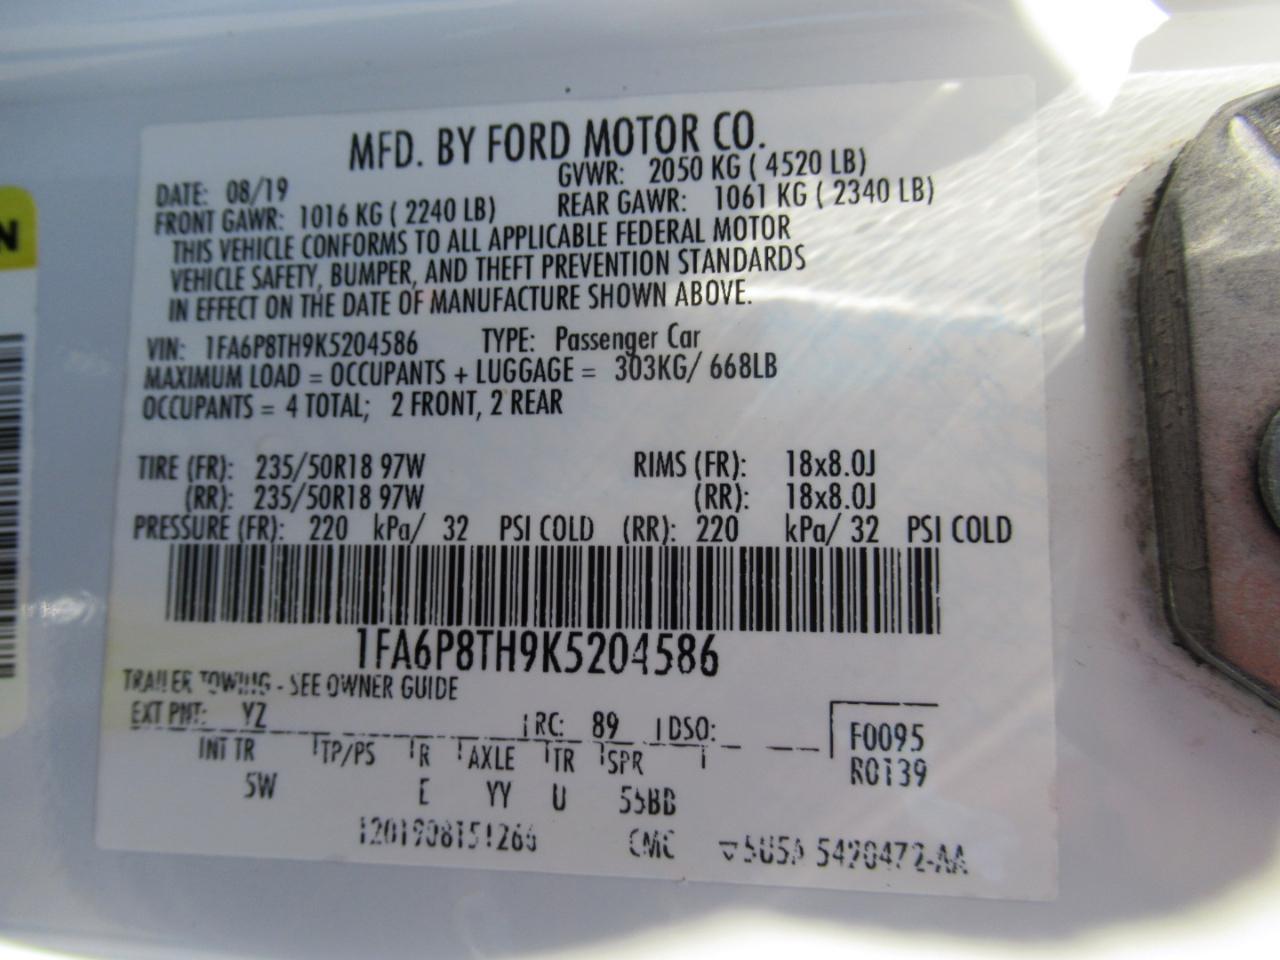 MFD. BY FORD MOTOR CO.
DATE: 08/19 GVWR: 2050 KG ( 4520 LB)
FRONT GAWR: 1016 KG ( 2240 LB) REAR GAWR: 1061 KG ( 2340 LB)
THIS VEHICLE CONFORMS TO ALL APPLICABLE FEDERAL MOTOR
VEHICLE SAFETY, BUMPER, AND THEFT PREVENTION STANDARDS
IN EFFECT ON THE DATE OF MANUFACTURE SHOWN ABOVE.
VIN: 1FA6P8TH9K5204586 TYPE: Passenger Car
MAXIMUM LOAD = OCCUPANTS + LUGGAGE = 303KG/ 668LB
OCCUPANTS = 4 TOTAL; 2 FRONT, 2 REAR
TIRE (FR): 235/50R18 97W RIMS (FR): 18x8.0J
(RR): 235/50R18 97W (RR): 18x8.0J
PRESSURE (FR): 220 kPa/ 32 PSI COLD (RR): 220 kPa/ 32 PSI COLD
1FA6P8TH9K5204586
TRAILER TOWING - SEE OWNER GUIDE
EXT PNT: YZ RC: 89 DSO: F0095
INT TR TP/PS R AXLE TR SPR R0139
5W E YY U
CMC